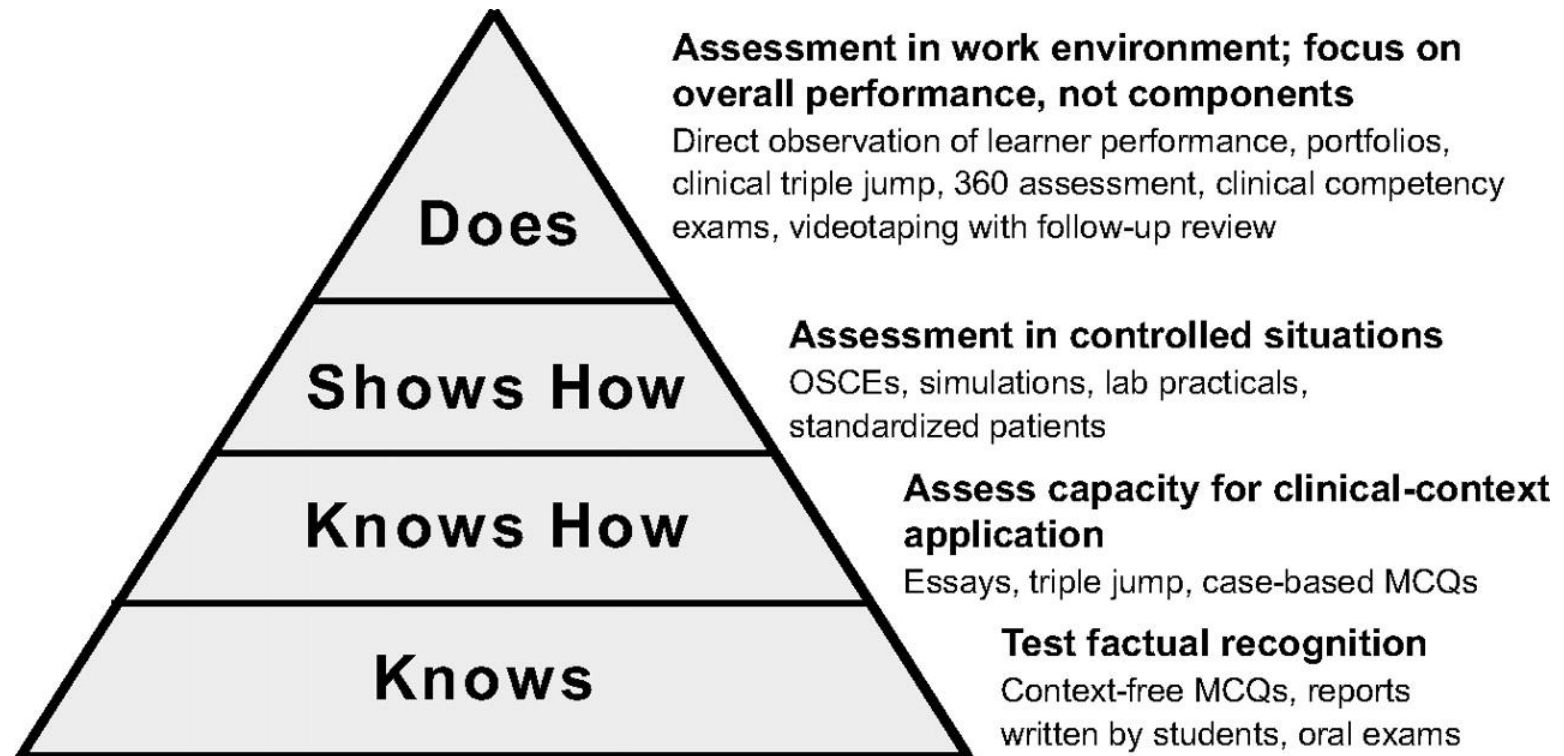 Assessment in work environment; focus on
overall performance, not components
Direct observation of learner performance, portfolios,
clinical triple jump, 360 assessment, clinical competency
exams, videotaping with follow-up review
Does
Assessment in controlled situations
OSCEs, simulations, lab practicals,
standardized patients
Shows How
Assess capacity for clinical-context
application
Essays, triple jump, case-based MCQs
Knows How
Test factual recognition
Context-free MCQs, reports
written by students, oral exams
Knows